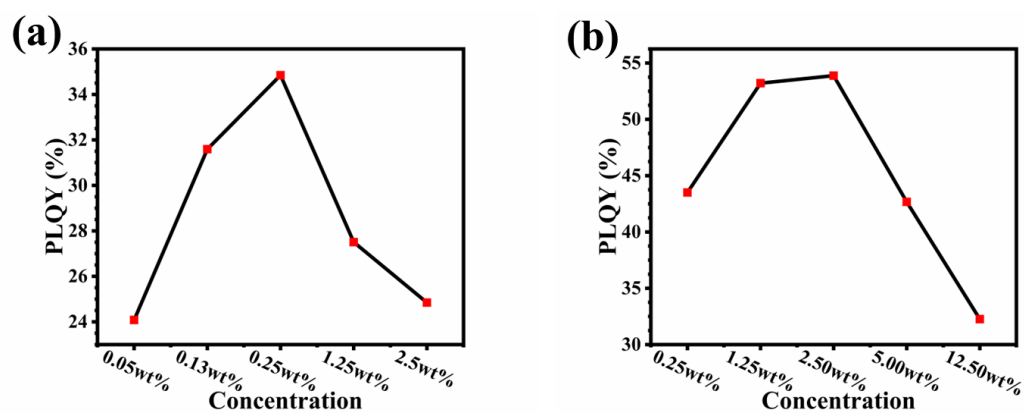 (a)
36
34
32
30
28
26
24
PLQY (%)
0.05wt%
0.13wt%
0.25wt%
1.25wt%
2.5wt%
Concentration
(b)
55
50
45
40
35
30
PLQY (%)
0.25wt%
1.25wt%
2.50wt%
5.00wt%
12.50wt%
Concentration